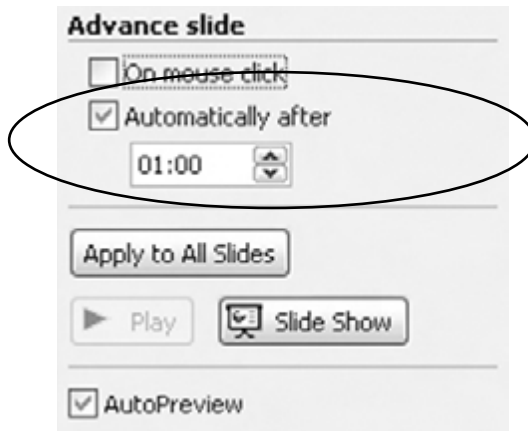 Advance slide
On mouse click
Automatically after
01:00
Apply to All Slides
Play
Slide Show
AutoPreview